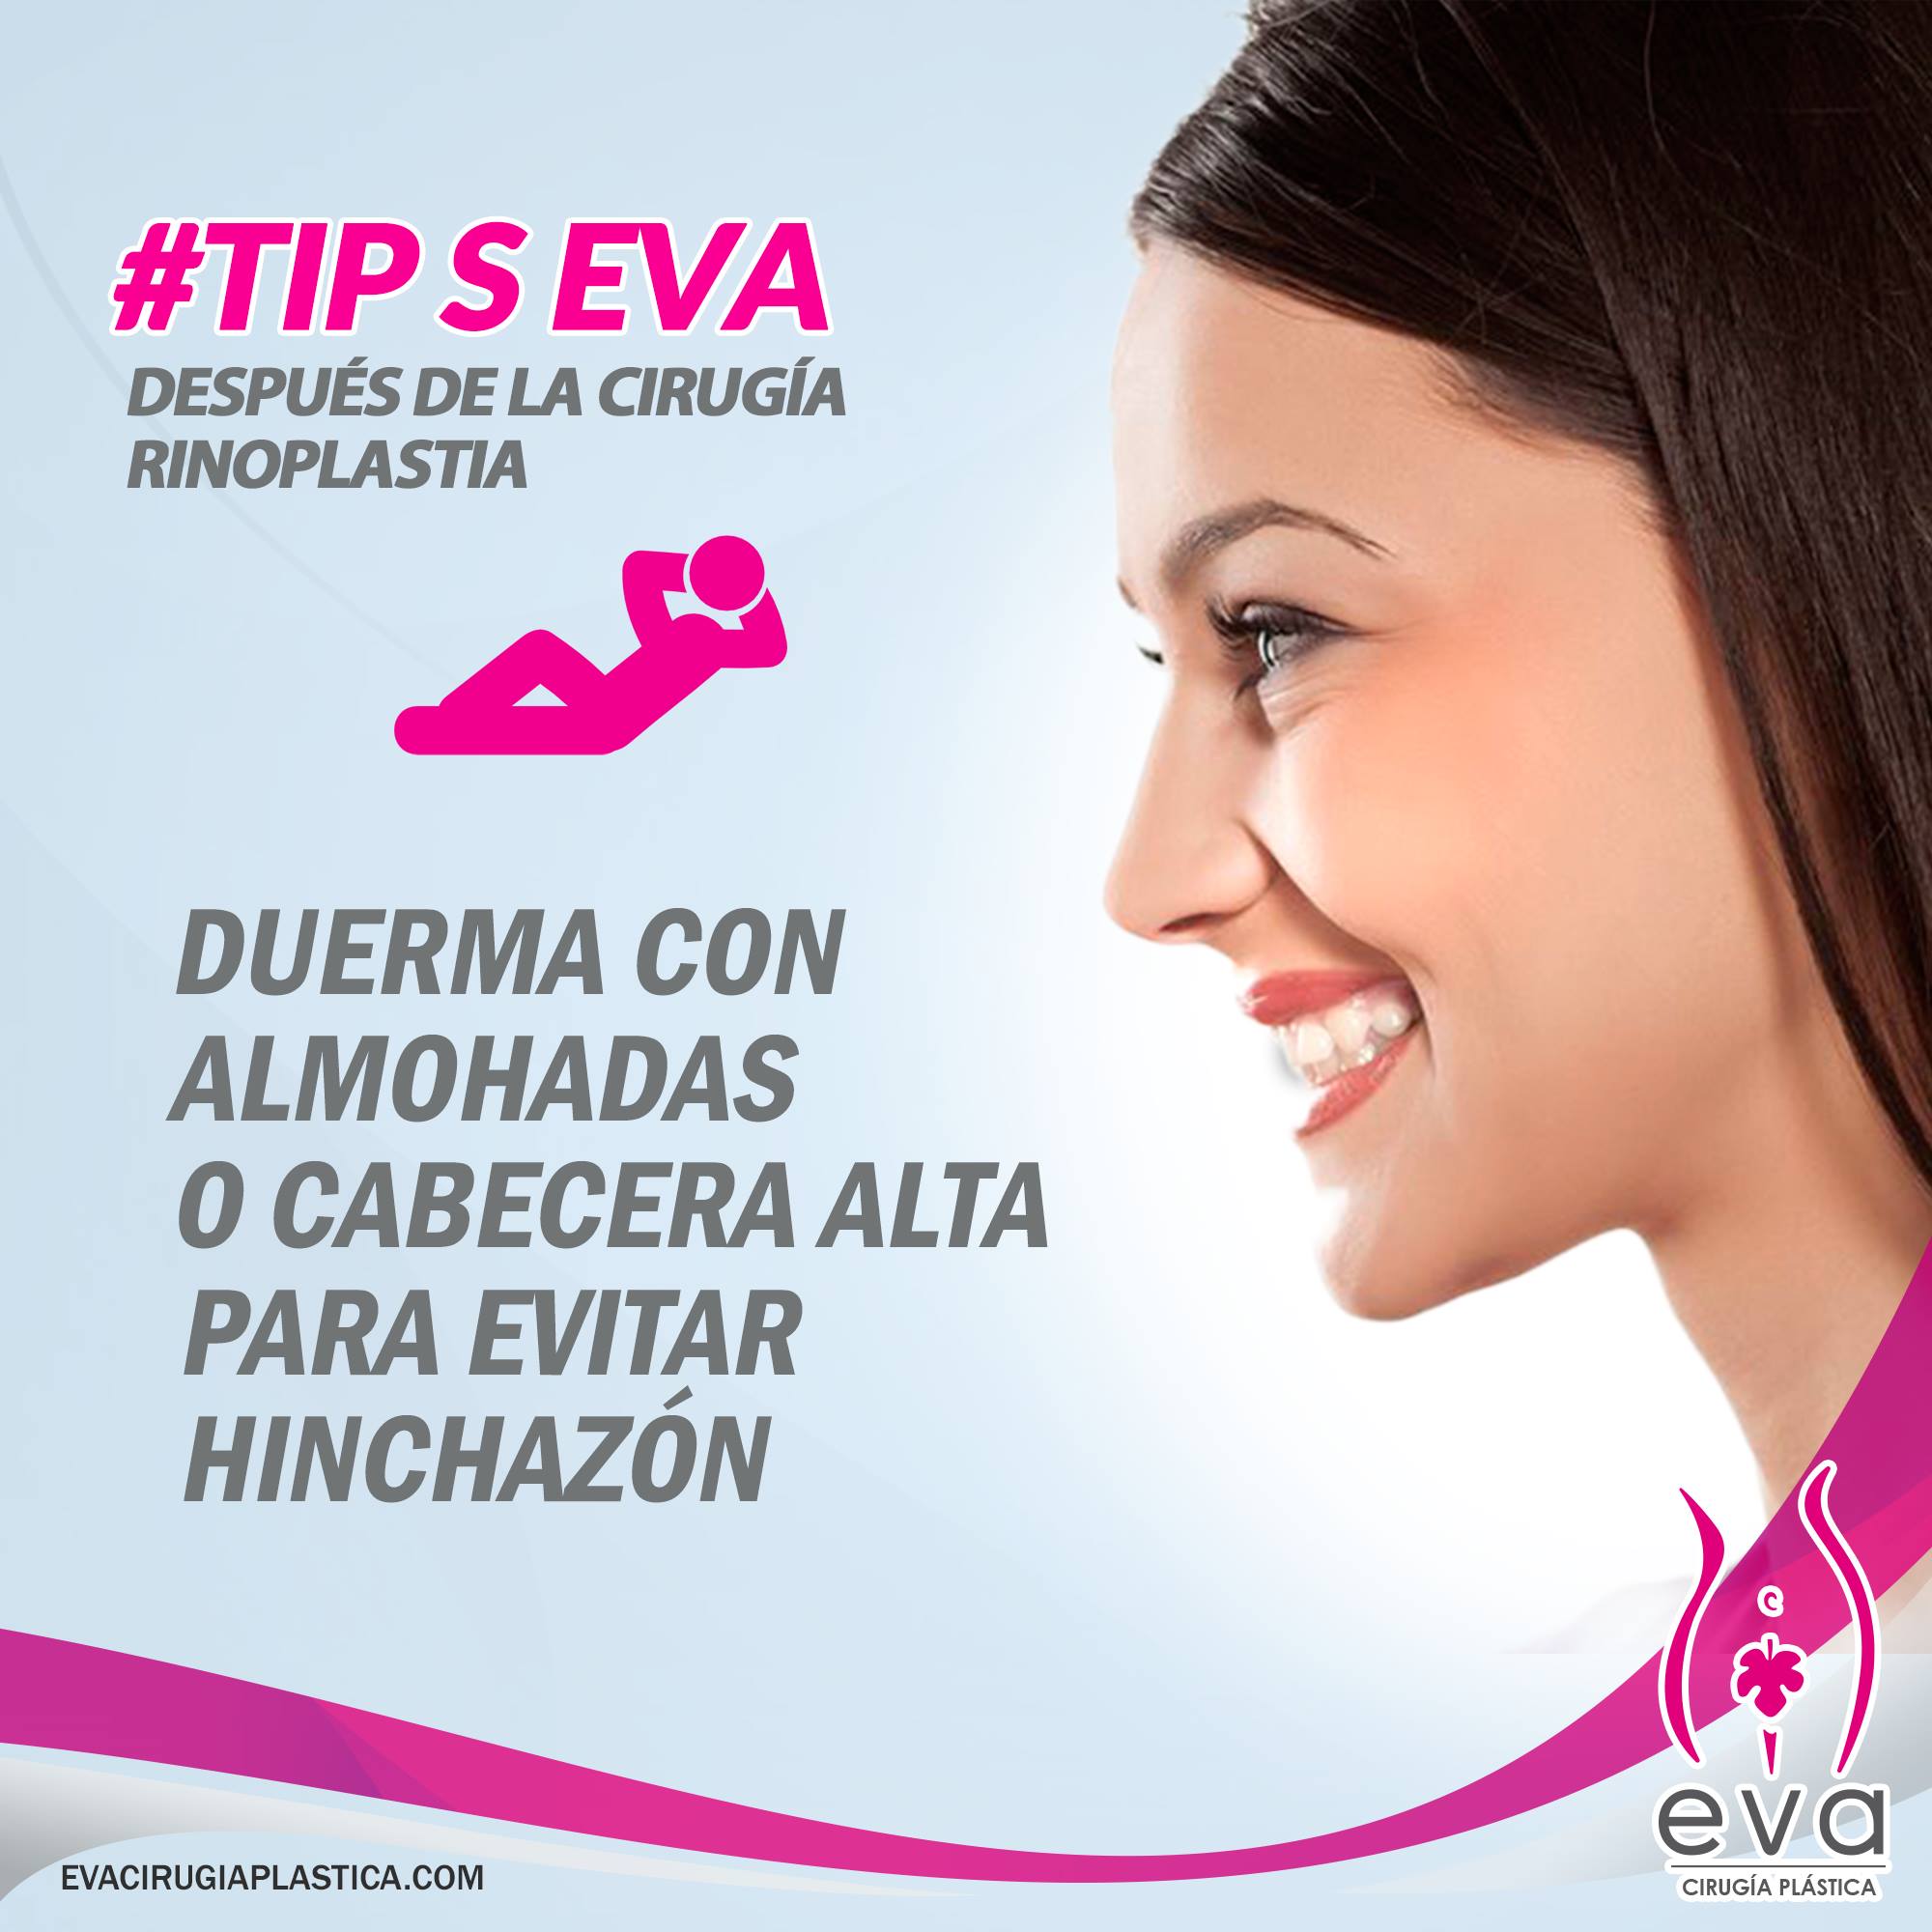 #TIP S EVA
DESPUÉS DE LA CIRUGÍA
RINOPLASTIA
DUERMA CON
ALMOHADAS
O CABECERA ALTA
PARA EVITAR
HINCHAZÓN
EVACIRUGIAPLASTICA.COM
eva
CIRUGÍA PLÁSTICA